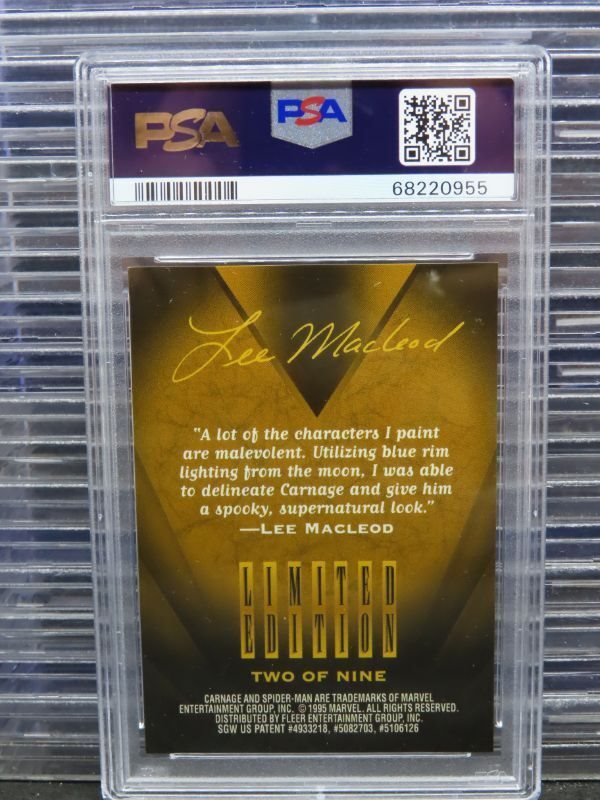 PSA
PSA
68220955
Lee Macleod
"A lot of the characters I paint
are malevolent. Utilizing blue rim
lighting from the moon, I was able
to delineate Carnage and give him
a spooky, supernatural look."
—LEE MACLEOD
LIMITED
EDITION
TWO OF NINE
CARNAGE AND SPIDER-MAN ARE TRADEMARKS OF MARVEL
ENTERTAINMENT GROUP, INC. © 1995 MARVEL. ALL RIGHTS RESERVED.
DISTRIBUTED BY FLEER ENTERTAINMENT GROUP, INC.
SGW US PATENT #4933218, #5082703, #5106126